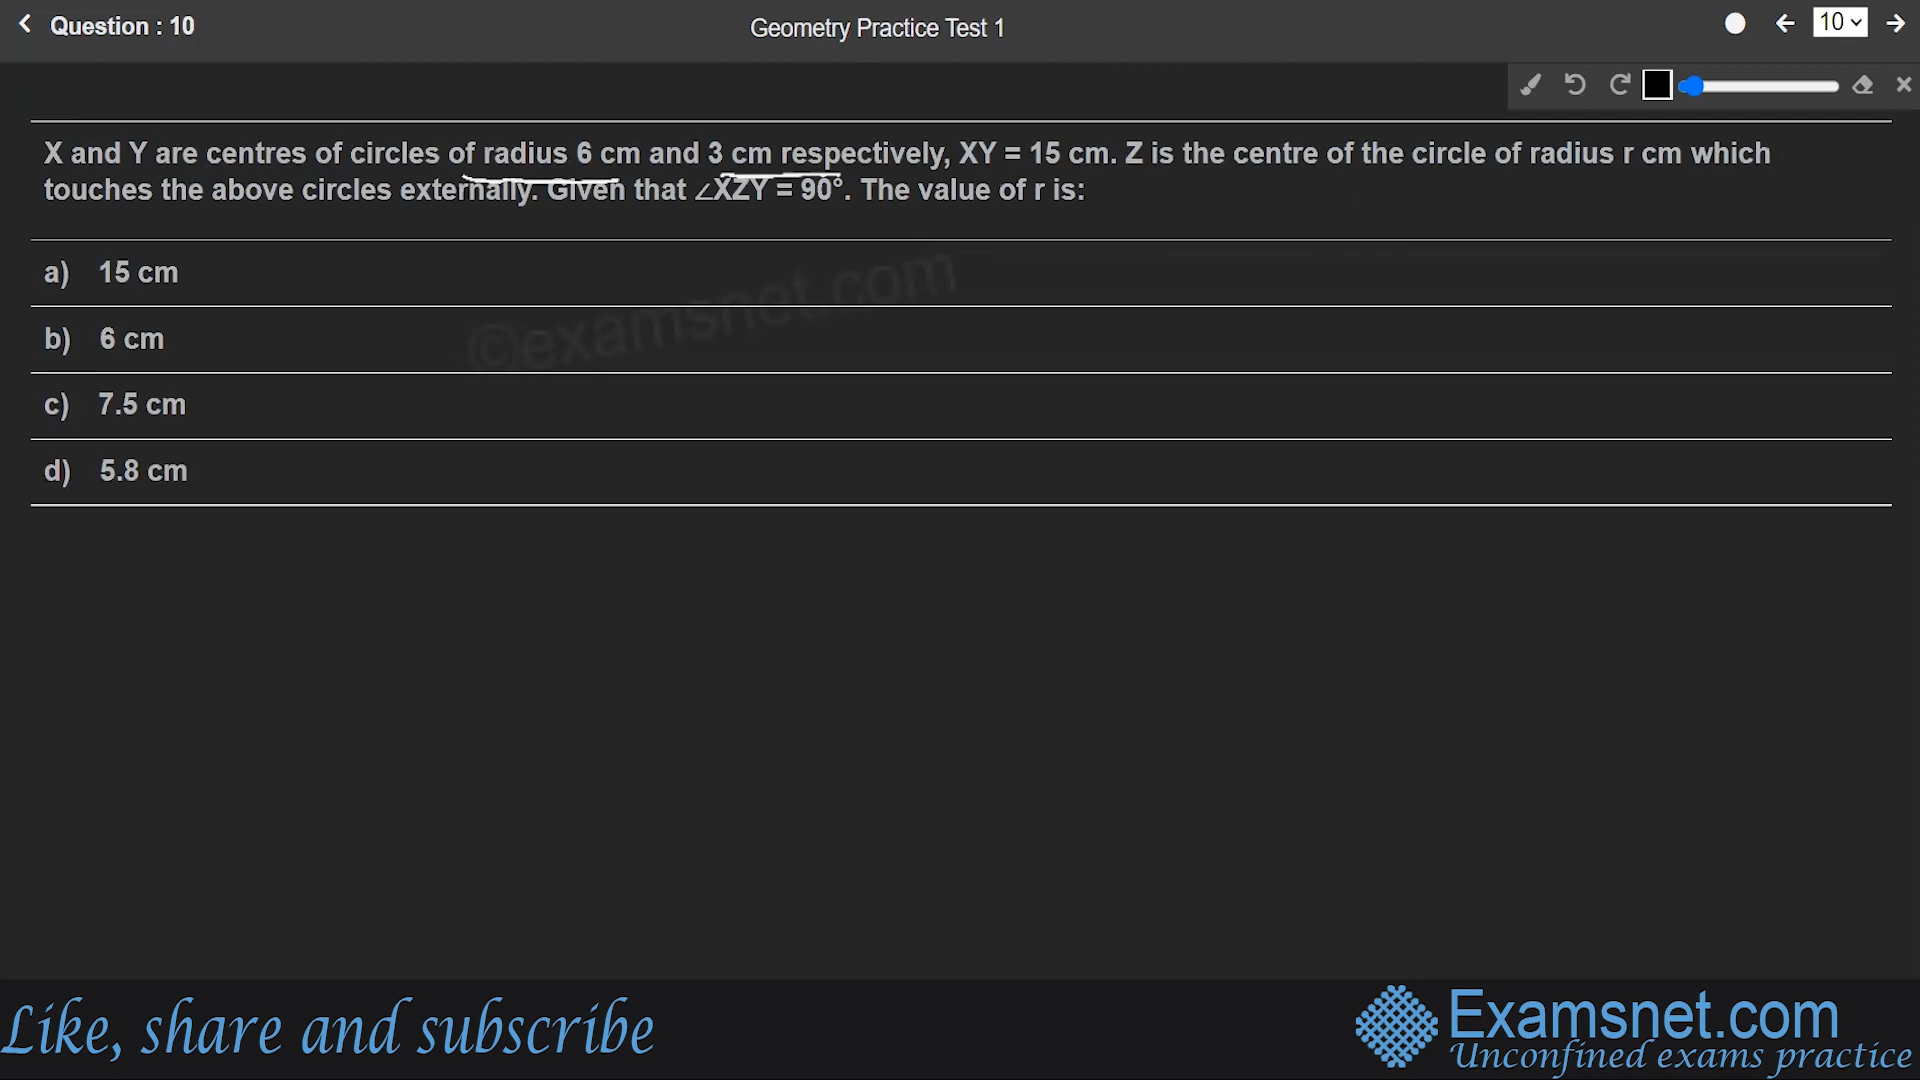 Question : 10
Geometry Practice Test 1
10
X and Y are centres of circles of radius 6 cm and 3 cm respectively, XY = 15 cm. Z is the centre of the circle of radius r cm which
touches the above circles externally. Given that ∠XZY = 90°. The value of r is:
a) 15 cm
©examsnet.com
b) 6 cm
c) 7.5 cm
d) 5.8 cm
Like, share and subscribe
Examsnet.com
Unconfined exams practice